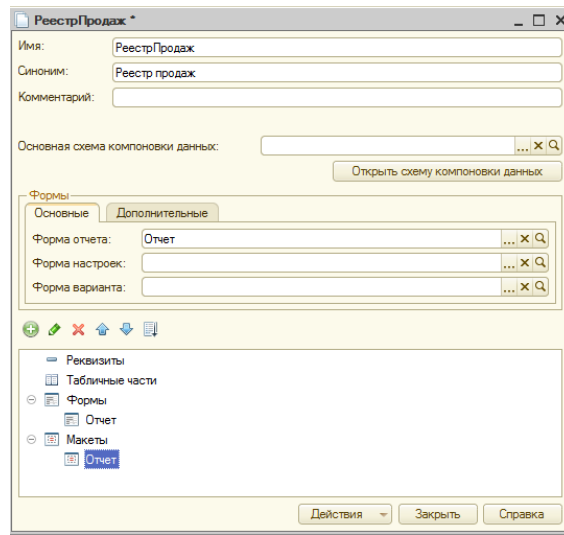 РеестрПродаж *
Имя: РеестрПродаж
Синоним: Реестр продаж
Комментарий:
Основная схема компоновки данных: ...
Открыть схему компоновки данных
Формы
Основные Дополнительные
Форма отчета: Отчет ...
Форма настроек: ...
Форма варианта: ...
Реквизиты
Табличные части
Формы
Отчет
Макеты
Отчет
Действия Закрыть Справка